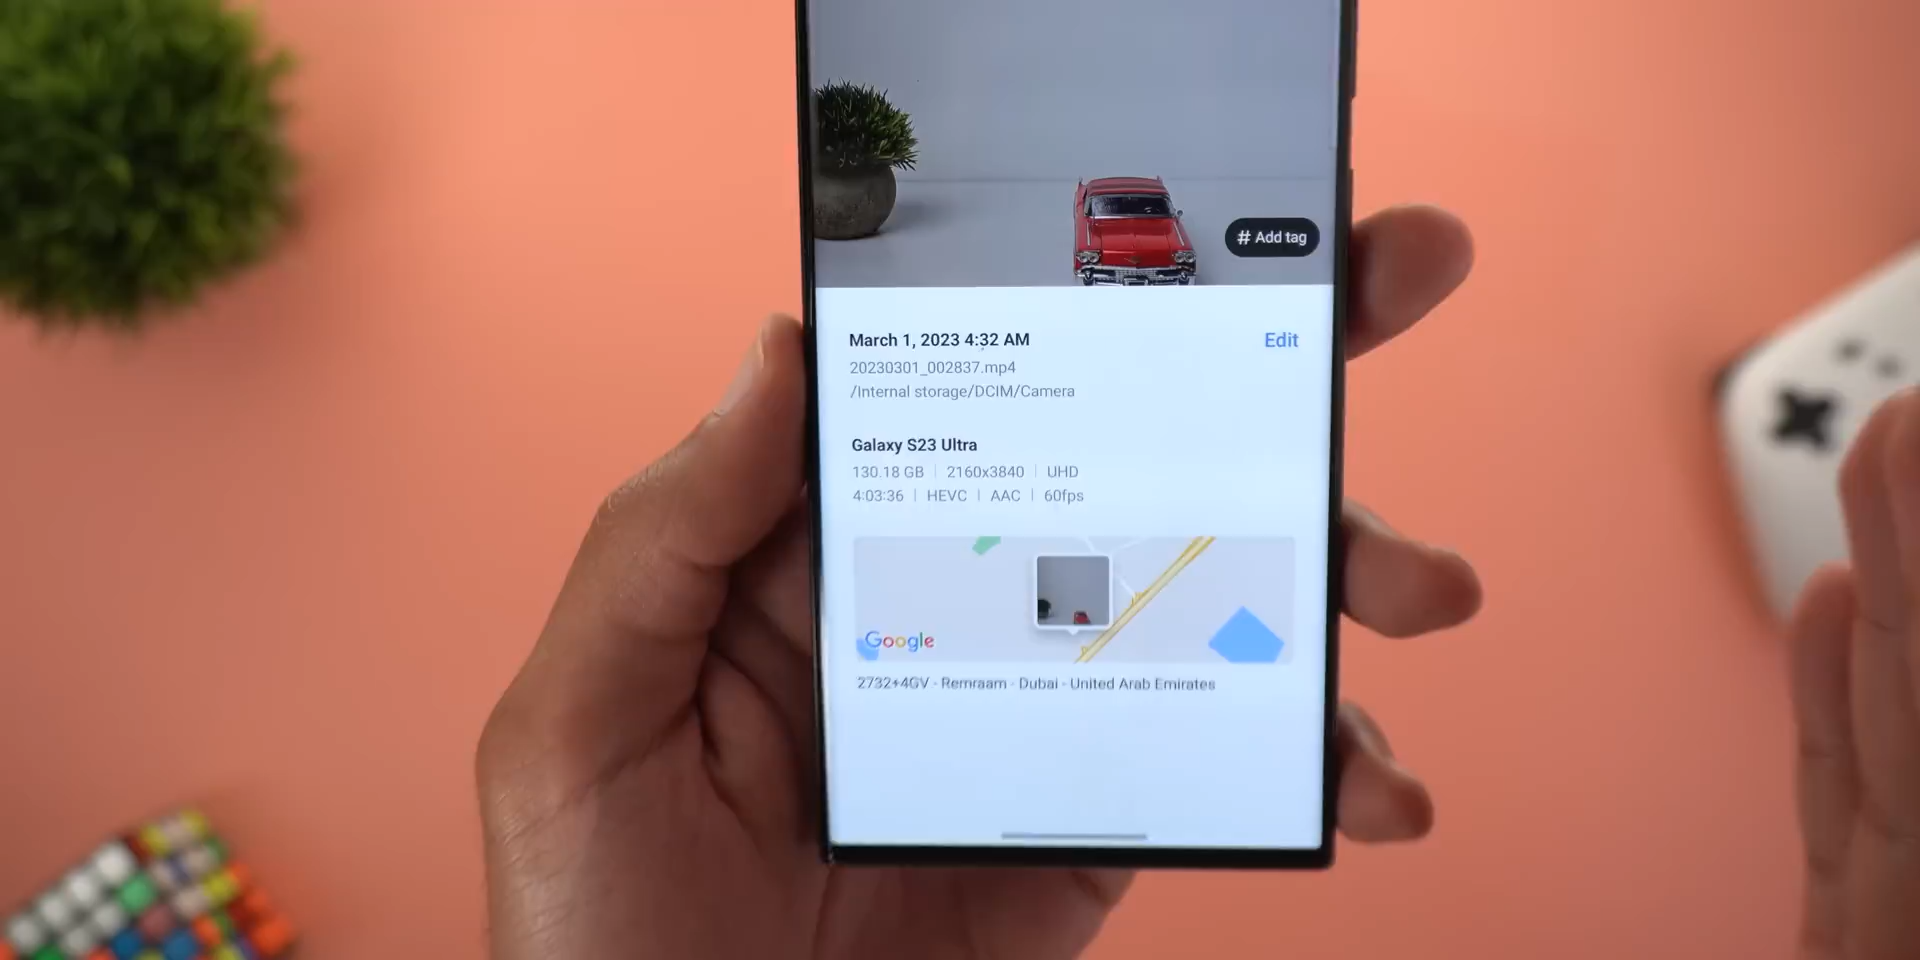 # Add tag
March 1, 2023 4:32 AM
Edit
20230301_002837.mp4
/Internal storage/DCIM/Camera
Galaxy S23 Ultra
130.18 GB | 2160x3840 | UHD
4:03:36 | HEVC | AAC | 60fps
Google
2732+4GV - Remraam - Dubai - United Arab Emirates